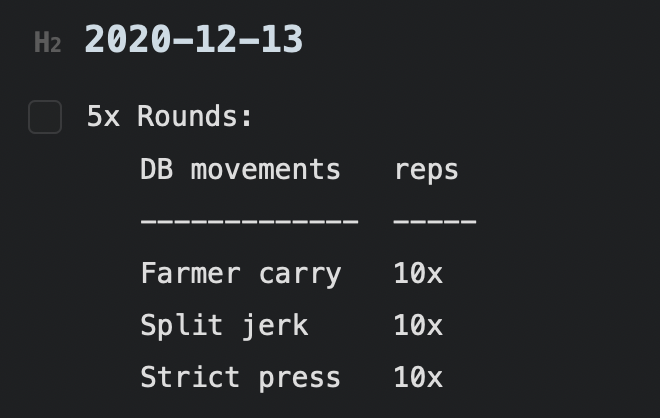 H2 2020-12-13
5x Rounds:
DB movements   reps
-------------  -----
Farmer carry   10x
Split jerk     10x
Strict press   10x